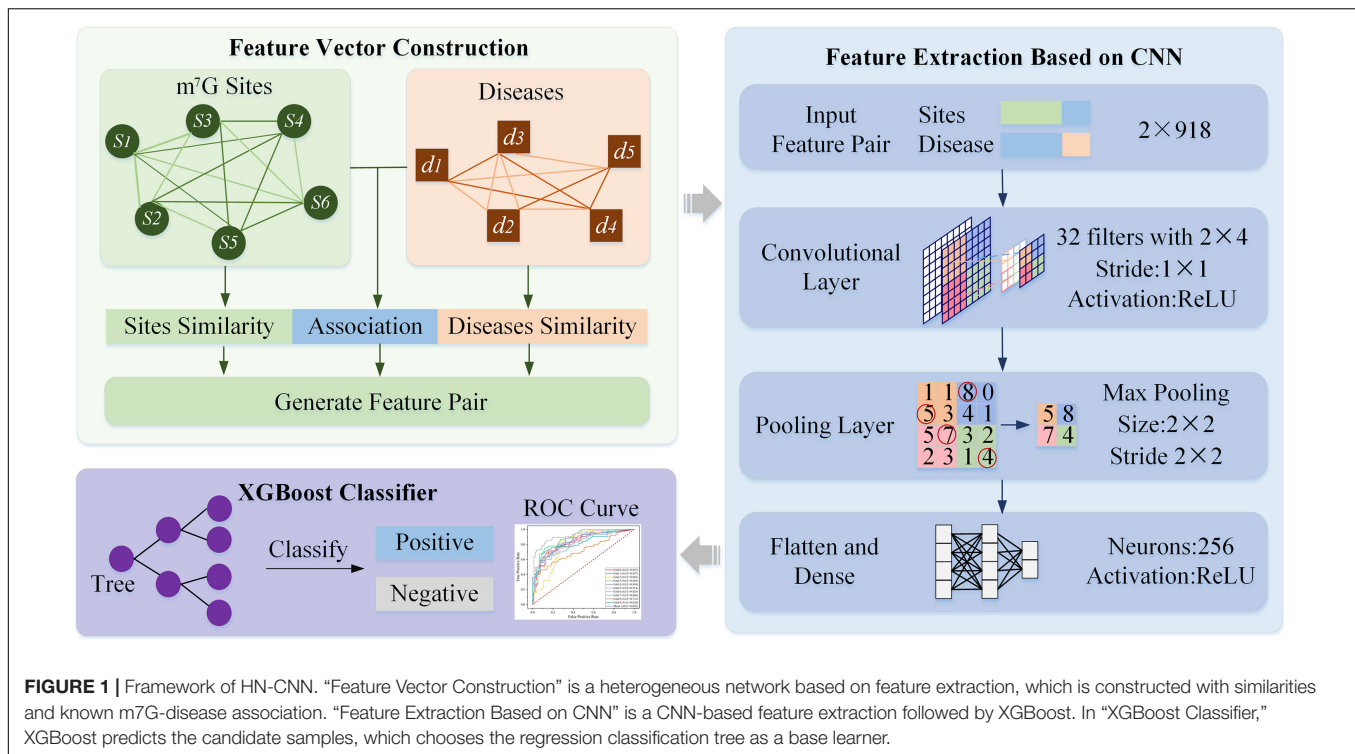 Feature Vector Construction
m⁷G Sites
S1
S3
S4
S2
S5
S6
Diseases
d1
d3
d5
d2
d4
Sites Similarity
Association
Diseases Similarity
Generate Feature Pair
Feature Extraction Based on CNN
Input
Feature Pair
Sites
Disease
2×918
Convolutional
Layer
32 filters with 2×4
Stride:1×1
Activation:ReLU
Pooling Layer
1 1 8 0
5 3 4 1
5 7 3 2
2 3 1 4
5 8
7 4
Max Pooling
Size:2×2
Stride 2×2
Flatten and
Dense
Neurons:256
Activation:ReLU
XGBoost Classifier
Tree
Classify
Positive
Negative
ROC Curve
FIGURE 1 | Framework of HN-CNN. “Feature Vector Construction” is a heterogeneous network based on feature extraction, which is constructed with similarities
and known m7G-disease association. “Feature Extraction Based on CNN” is a CNN-based feature extraction followed by XGBoost. In “XGBoost Classifier,”
XGBoost predicts the candidate samples, which chooses the regression classification tree as a base learner.